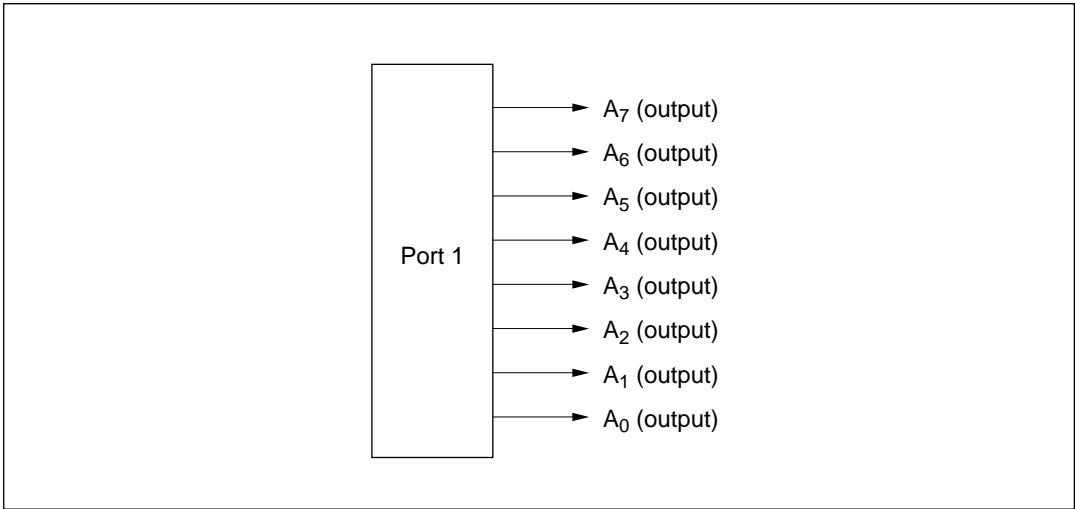 A7 (output)
A6 (output)
A5 (output)
A4 (output)
Port 1
A3 (output)
A2 (output)
A1 (output)
A0 (output)